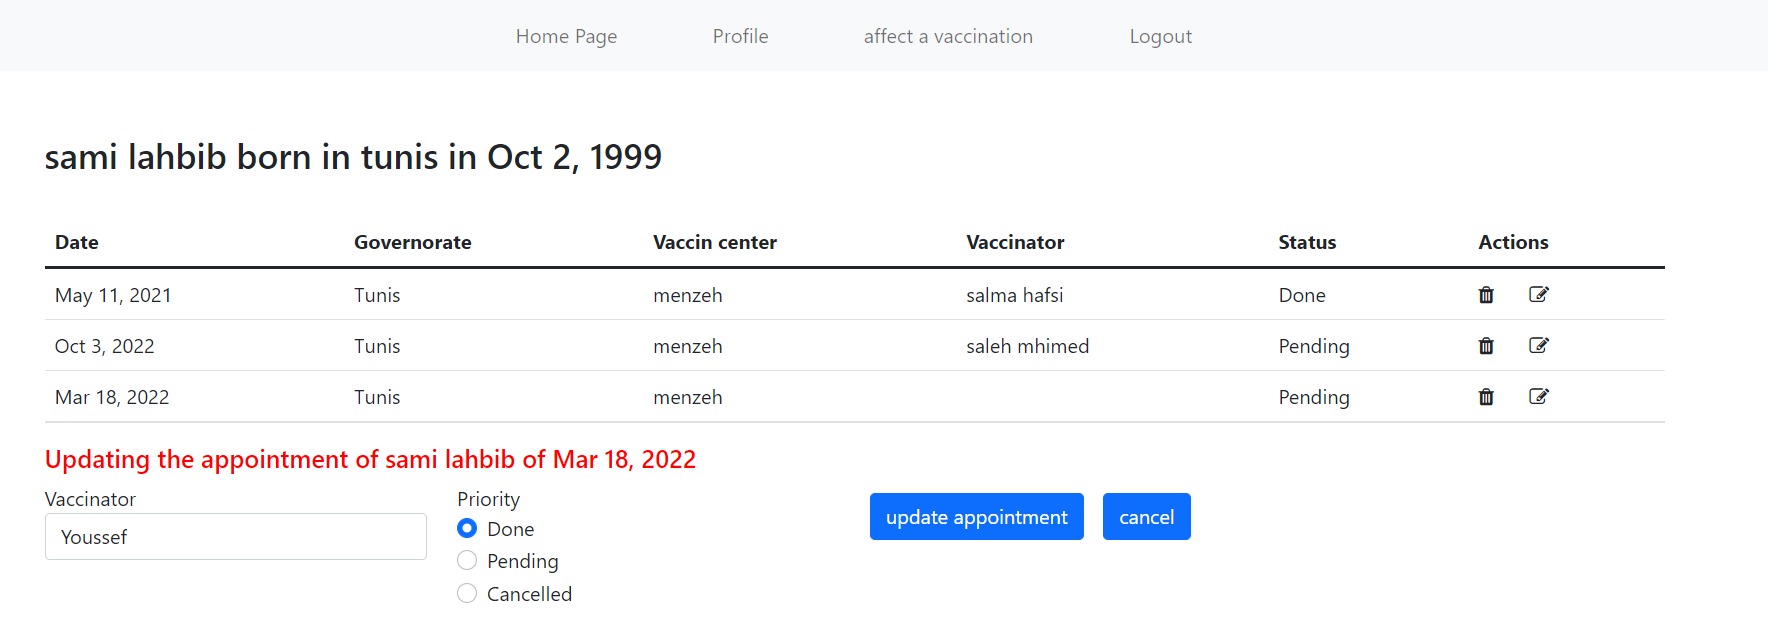 Home Page Profile affect a vaccination Logout
sami lahbib born in tunis in Oct 2, 1999
Date Governorate Vaccin center Vaccinator Status Actions
May 11, 2021 Tunis menzeh salma hafsi Done
Oct 3, 2022 Tunis menzeh saleh mhimed Pending
Mar 18, 2022 Tunis menzeh Pending
Updating the appointment of sami lahbib of Mar 18, 2022
Vaccinator Priority
Youssef Done update appointment cancel
Pending
Cancelled